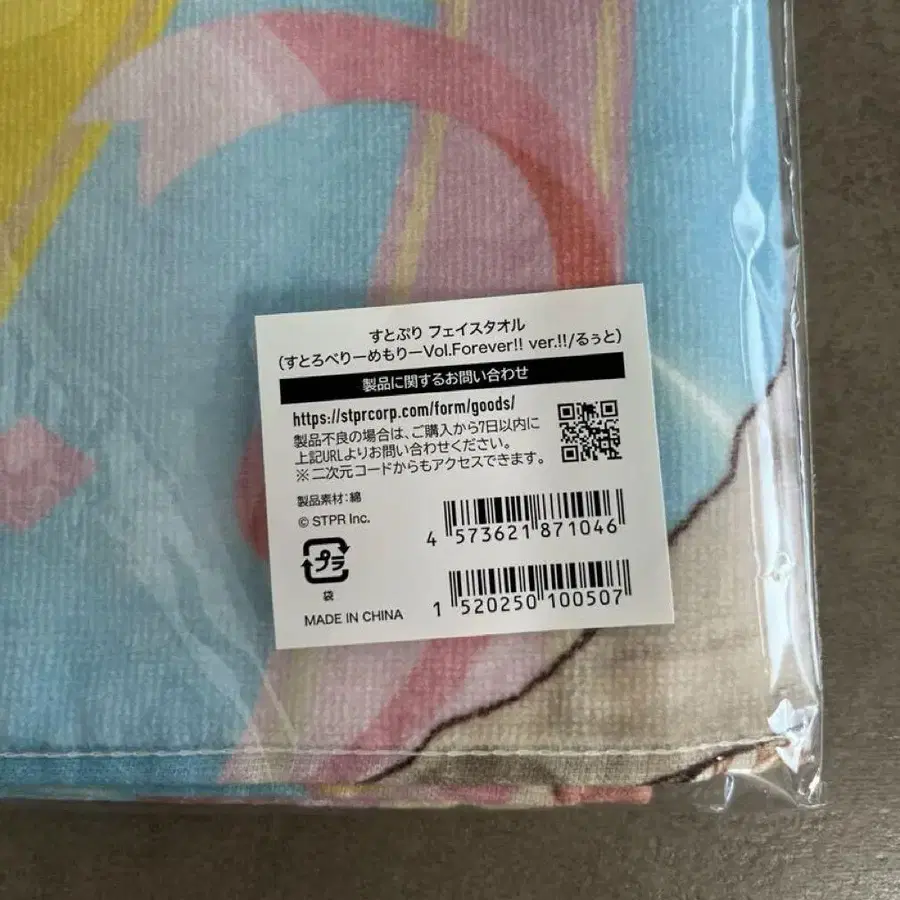 すとぷり フェイスタオル
(すとろべりーめもりーVol.Forever!! ver.!!/るぅと)
製品に関するお問い合わせ
https://stprcorp.com/form/goods/
製品不良の場合は、ご購入から7日以内に
上記URLよりお問い合わせください。
※二次元コードからもアクセスできます。
製品素材:綿
© STPR Inc.
プラ
袋
MADE IN CHINA
4 573621 871046
1 520250 100507